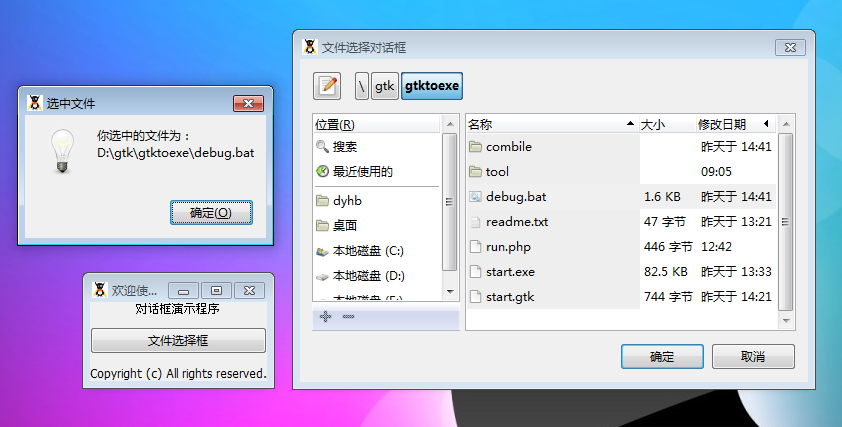 选中文件
你选中的文件为：
D:\gtk\gtktoexe\debug.bat
确定(O)
欢迎使...
对话框演示程序
文件选择框
Copyright (c) All rights reserved.
文件选择对话框
\ gtk gtktoexe
位置(R)
搜索
最近使用的
dyhb
桌面
本地磁盘 (C:)
本地磁盘 (D:)
名称 大小 修改日期
combile 昨天于 14:41
tool 09:05
debug.bat 1.6 KB 昨天于 14:41
readme.txt 47 字节 昨天于 13:21
run.php 446 字节 12:42
start.exe 82.5 KB 昨天于 13:33
start.gtk 744 字节 昨天于 14:21
确定 取消